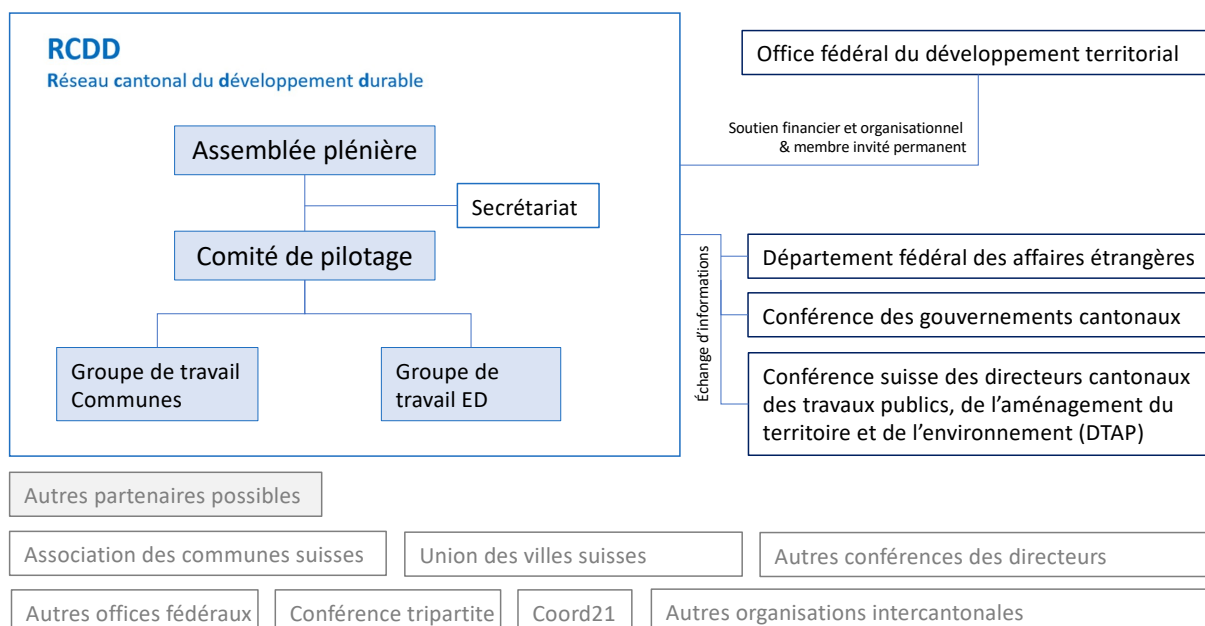 RCDD
Réseau cantonal du développement durable
Assemblée plénière
Secrétariat
Comité de pilotage
Groupe de travail
Communes
Groupe de
travail ED
Office fédéral du développement territorial
Soutien financier et organisationnel
& membre invité permanent
Échange d'informations
Département fédéral des affaires étrangères
Conférence des gouvernements cantonaux
Conférence suisse des directeurs cantonaux
des travaux publics, de l'aménagement du
territoire et de l'environnement (DTAP)
Autres partenaires possibles
Association des communes suisses
Union des villes suisses
Autres conférences des directeurs
Autres offices fédéraux
Conférence tripartite
Coord21
Autres organisations intercantonales